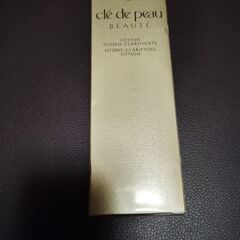 clé de peau
BEAUTÉ
LOTION
HYDRO-CLARIFIANTE
HYDRO-CLARIFYING
LOTION